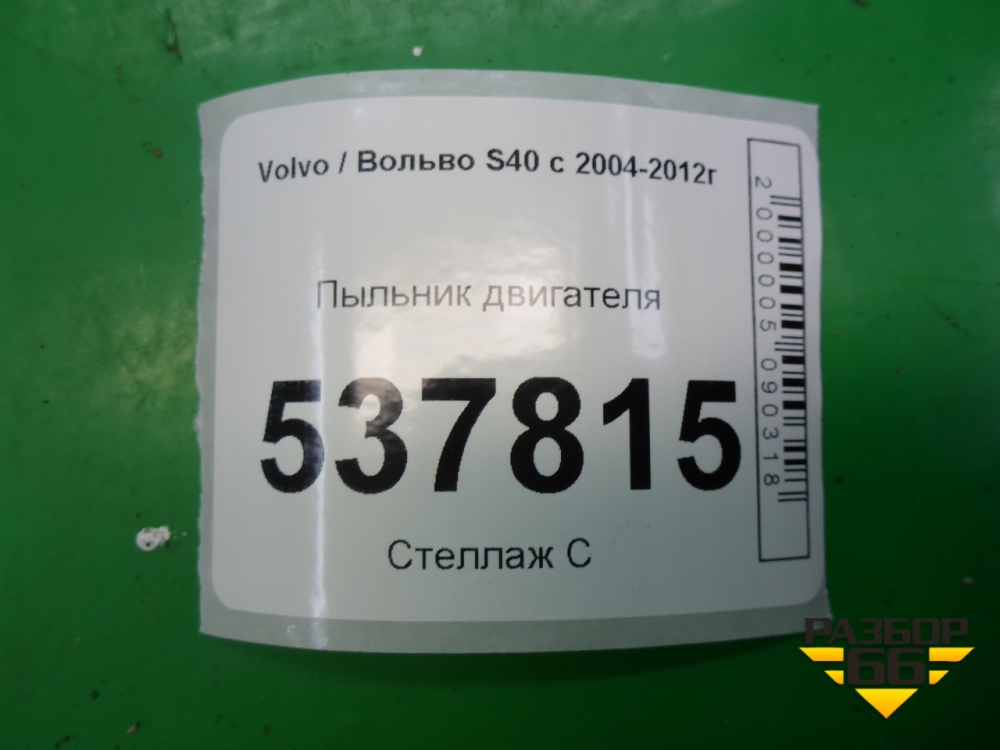 Volvo / Вольво S40 с 2004-2012г
Пыльник двигателя
537815
Стеллаж С
2000005090318
РАЗБОР
66